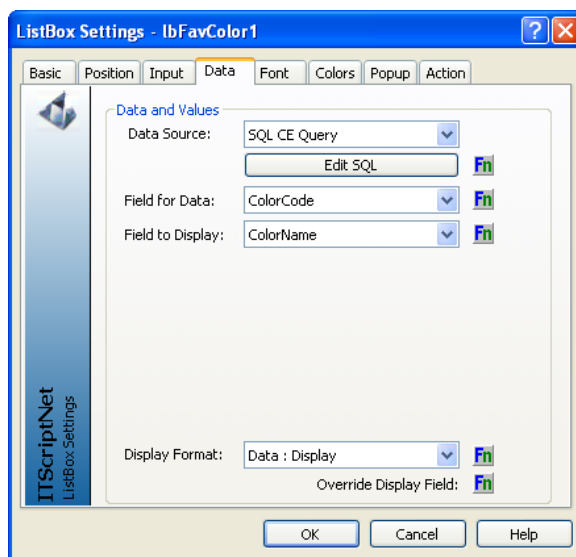 ListBox Settings - lbFavColor1
Basic Position Input Data Font Colors Popup Action
Data and Values
Data Source: SQL CE Query
Edit SQL Fn
Field for Data: ColorCode Fn
Field to Display: ColorName Fn
ITScriptNet
ListBox Settings
Display Format: Data : Display Fn
Override Display Field: Fn
OK Cancel Help